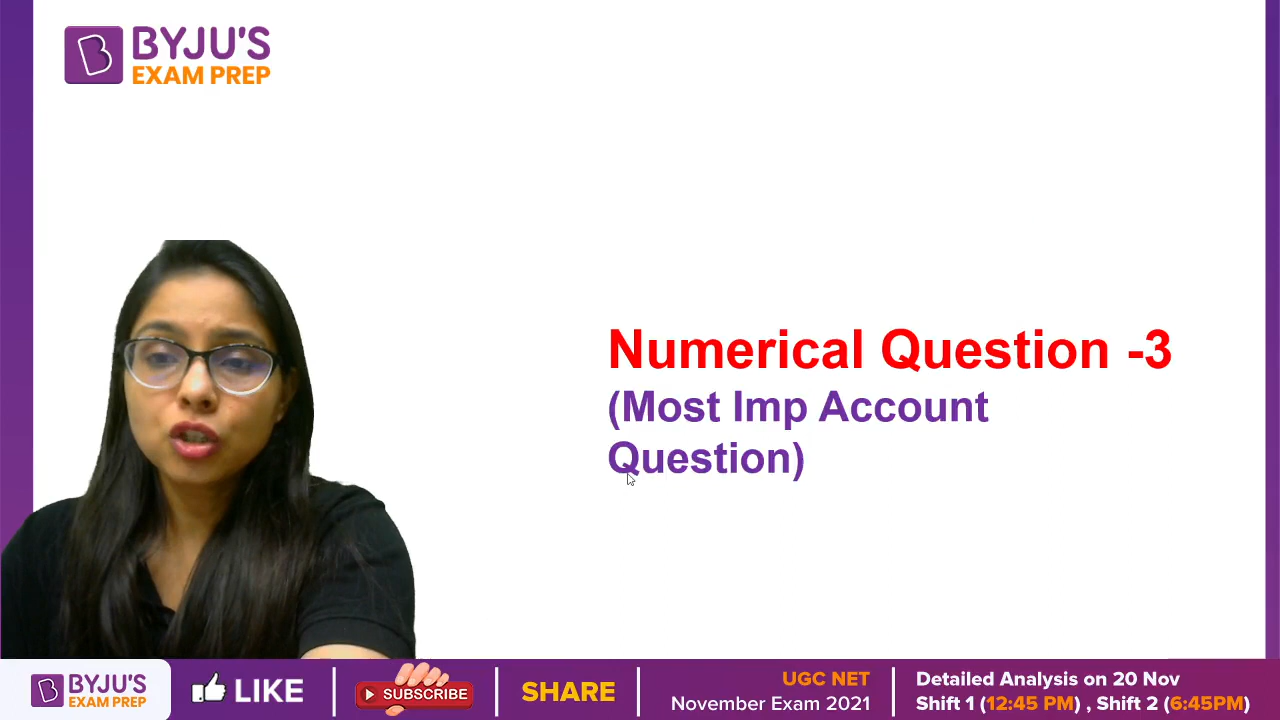 BYJU'S
EXAM PREP
Numerical Question -3
(Most Imp Account
Question)
BYJU'S
EXAM PREP
LIKE
SUBSCRIBE
SHARE
UGC NET
November Exam 2021
Detailed Analysis on 20 Nov
Shift 1 (12:45 PM) , Shift 2 (6:45PM)